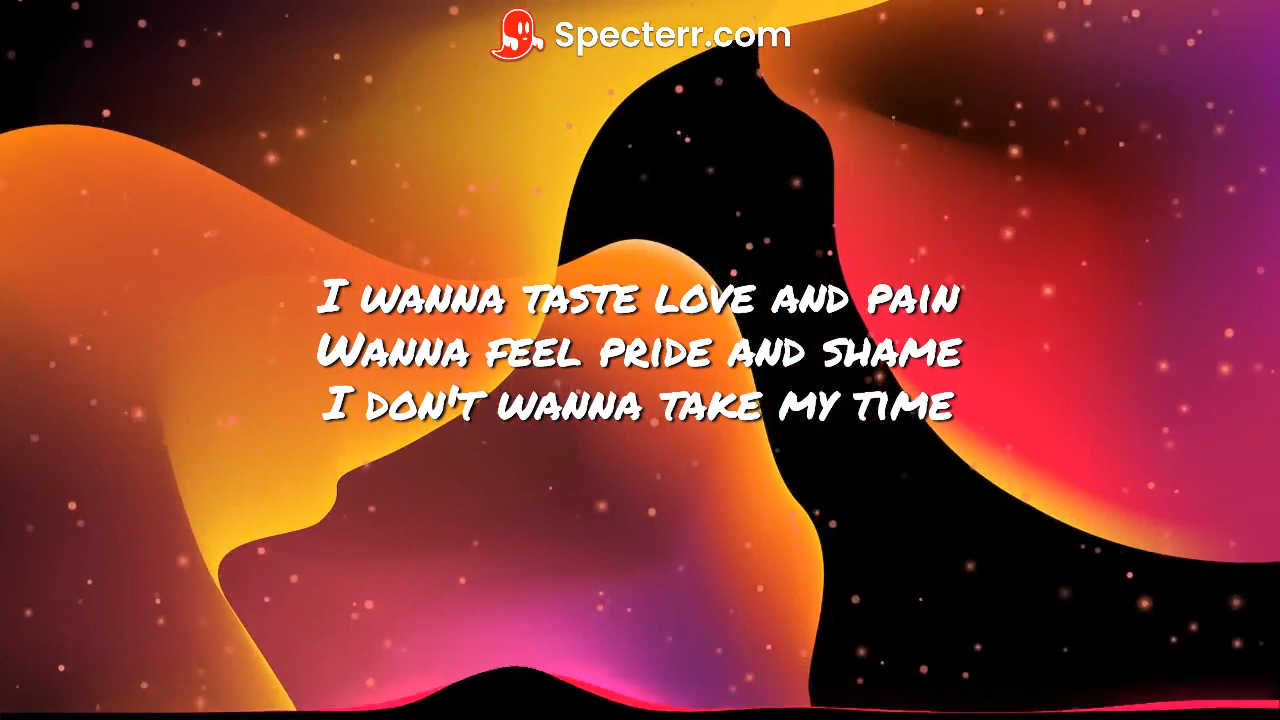 Specterr.com
I WANNA TASTE LOVE AND PAIN
WANNA FEEL PRIDE AND SHAME
I DON'T WANNA TAKE MY TIME